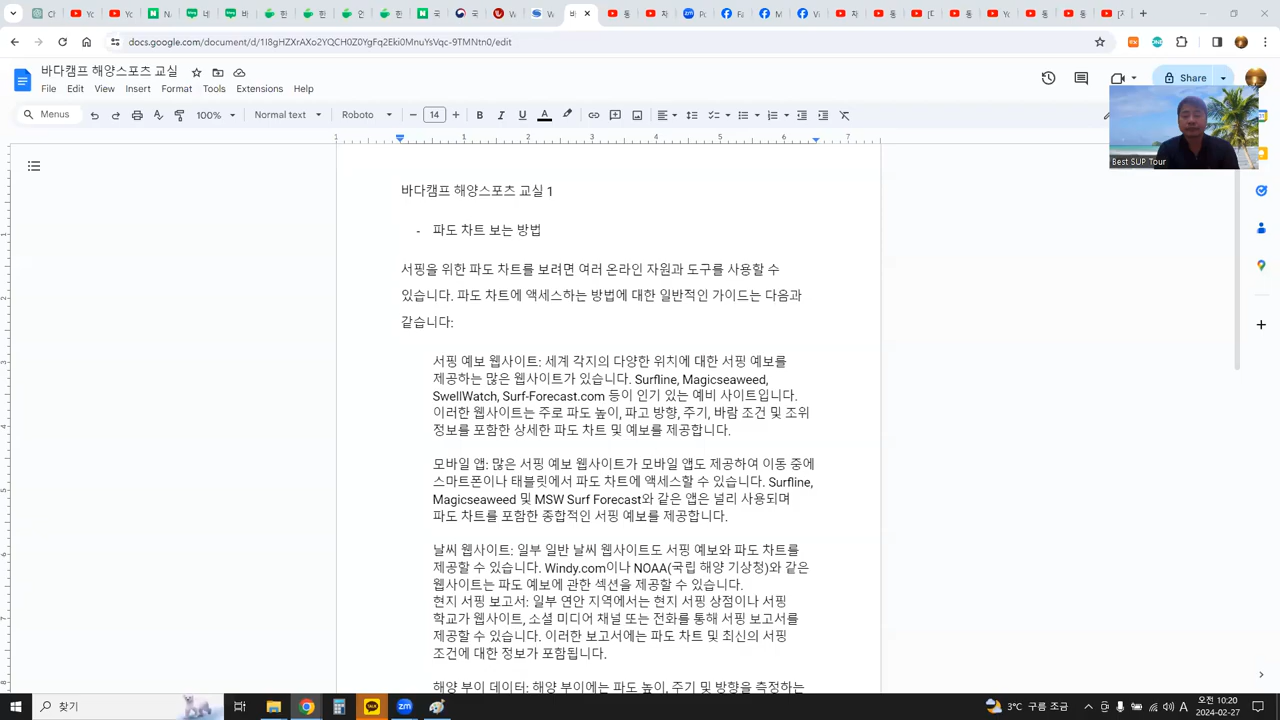 docs.google.com/document/d/1I8gHZXrAXo2YQCH0Z0YgFq2Eki0MnuYsVqc-9TMNtn0/edit
바다캠프 해양스포츠 교실
File Edit View Insert Format Tools Extensions Help
Share
Menus 100% Normal text Roboto 14
Best SUP Tour
바다캠프 해양스포츠 교실 1
- 파도 차트 보는 방법
서핑을 위한 파도 차트를 보려면 여러 온라인 자원과 도구를 사용할 수
있습니다. 파도 차트에 액세스하는 방법에 대한 일반적인 가이드는 다음과
같습니다:
서핑 예보 웹사이트: 세계 각지의 다양한 위치에 대한 서핑 예보를
제공하는 많은 웹사이트가 있습니다. Surfline, Magicseaweed,
SwellWatch, Surf-Forecast.com 등이 인기 있는 예비 사이트입니다.
이러한 웹사이트는 주로 파도 높이, 파고 방향, 주기, 바람 조건 및 조위
정보를 포함한 상세한 파도 차트 및 예보를 제공합니다.
모바일 앱: 많은 서핑 예보 웹사이트가 모바일 앱도 제공하여 이동 중에
스마트폰이나 태블릿에서 파도 차트에 액세스할 수 있습니다. Surfline,
Magicseaweed 및 MSW Surf Forecast와 같은 앱은 널리 사용되며
파도 차트를 포함한 종합적인 서핑 예보를 제공합니다.
날씨 웹사이트: 일부 일반 날씨 웹사이트도 서핑 예보와 파도 차트를
제공할 수 있습니다. Windy.com이나 NOAA(국립 해양 기상청)와 같은
웹사이트는 파도 예보에 관한 섹션을 제공할 수 있습니다.
현지 서핑 보고서: 일부 연안 지역에서는 현지 서핑 상점이나 서핑
학교가 웹사이트, 소셜 미디어 채널 또는 전화를 통해 서핑 보고서를
제공할 수 있습니다. 이러한 보고서에는 파도 차트 및 최신의 서핑
조건에 대한 정보가 포함됩니다.
해양 부이 데이터: 해양 부이에는 파도 높이, 주기 및 방향을 측정하는
찾기
3°C 구름 조금
오전 10:20
2024-02-27